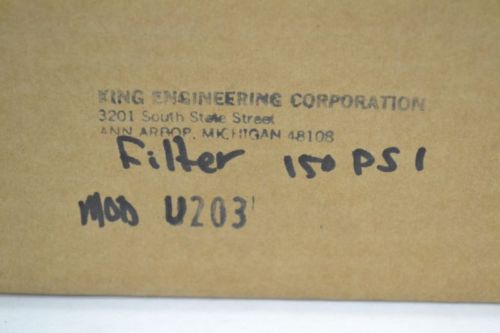 KING ENGINEERING CORPORATION
3201 South State Street
ANN ARBOR, MICHIGAN 48108
Filter 150 PSI
MOD U203